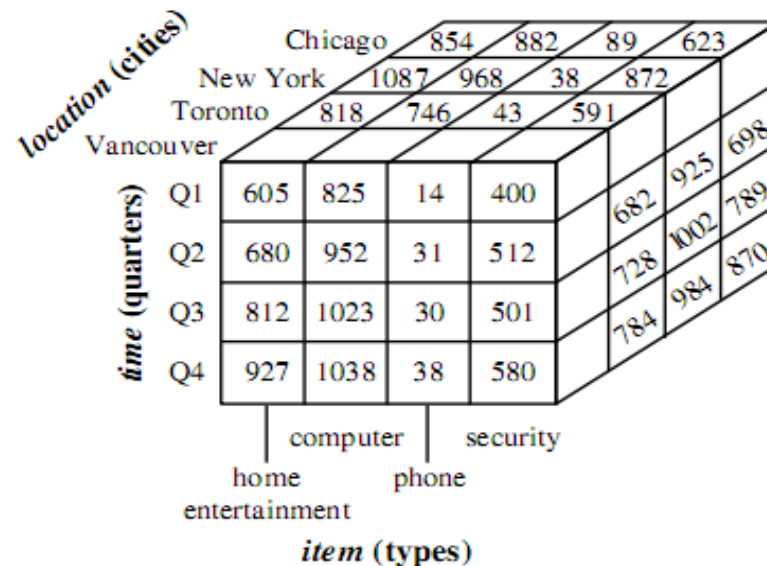 Chicago 854 882 89 623
New York 1087 968 38 872
Toronto 818 746 43 591
Vancouver
location (cities)
Q1 605 825 14 400
Q2 680 952 31 512
Q3 812 1023 30 501
Q4 927 1038 38 580
time (quarters)
682 925 698
728 1002 789
784 984 870
computer security
home phone
entertainment
item (types)